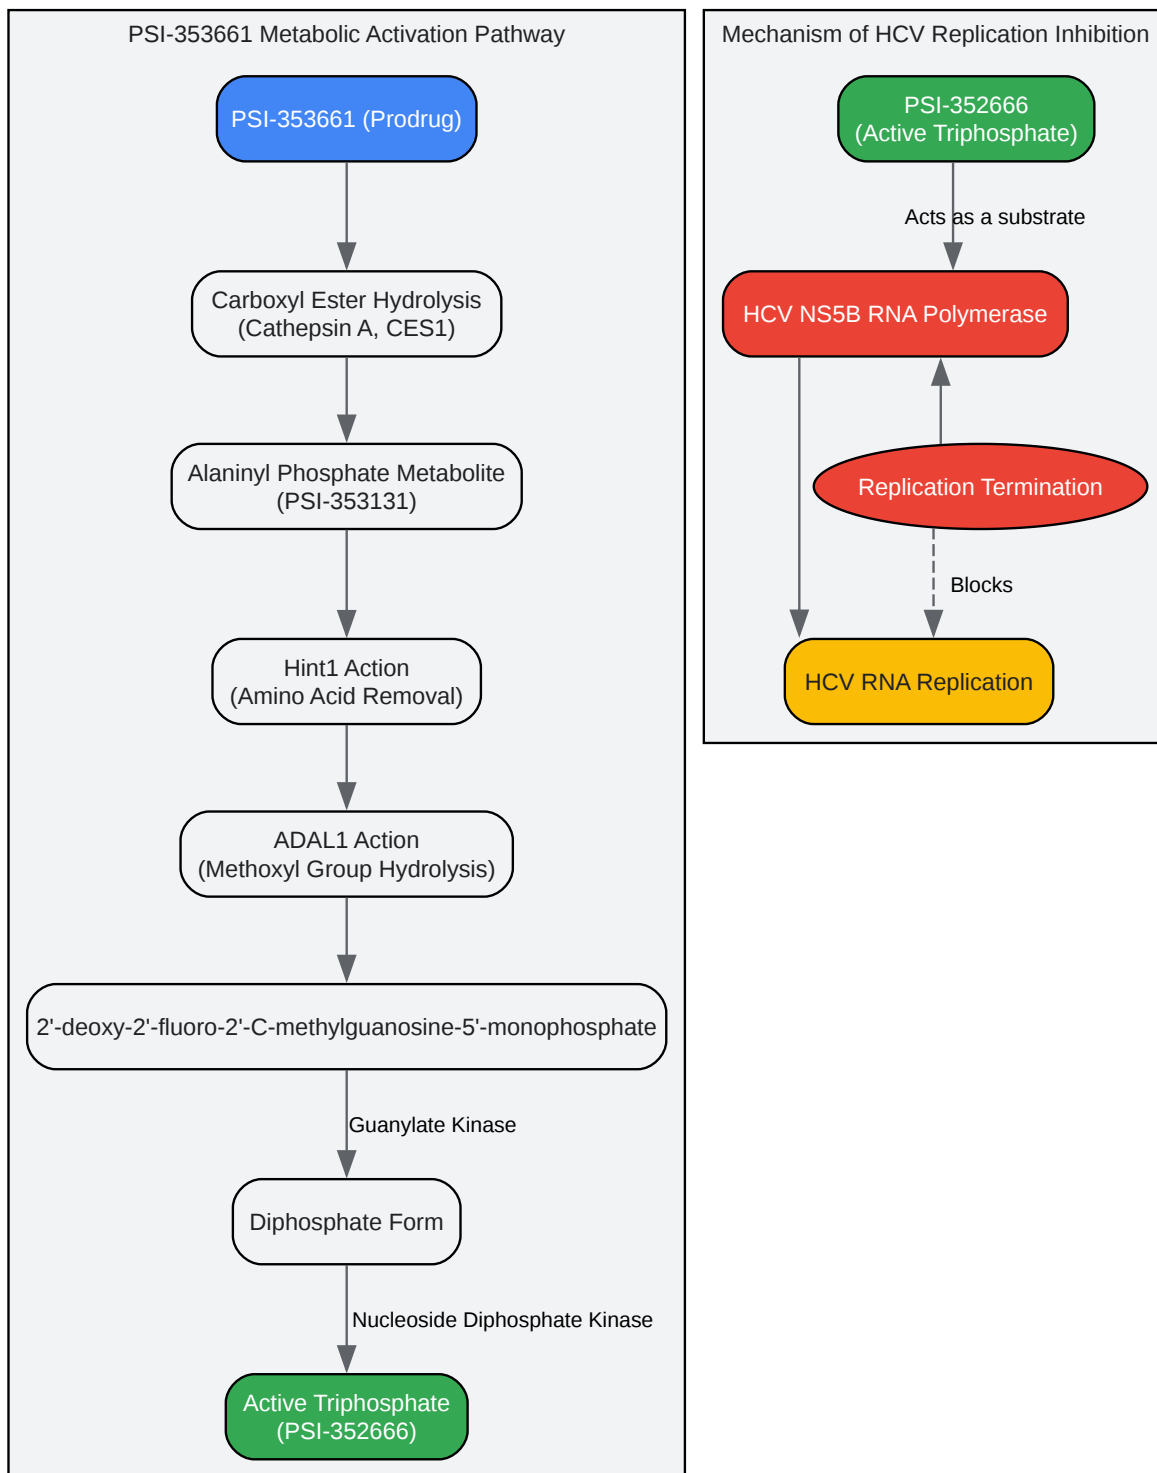 PSI-353661 Metabolic Activation Pathway
PSI-353661 (Prodrug)
Carboxyl Ester Hydrolysis
(Cathepsin A, CES1)
Alaninyl Phosphate Metabolite
(PSI-353131)
Hint1 Action
(Amino Acid Removal)
ADAL1 Action
(Methoxyl Group Hydrolysis)
2'-deoxy-2'-fluoro-2'-C-methylguanosine-5'-monophosphate
Guanylate Kinase
Diphosphate Form
Nucleoside Diphosphate Kinase
Active Triphosphate
(PSI-352666)
Mechanism of HCV Replication Inhibition
PSI-352666
(Active Triphosphate)
Acts as a substrate
HCV NS5B RNA Polymerase
Replication Termination
Blocks
HCV RNA Replication